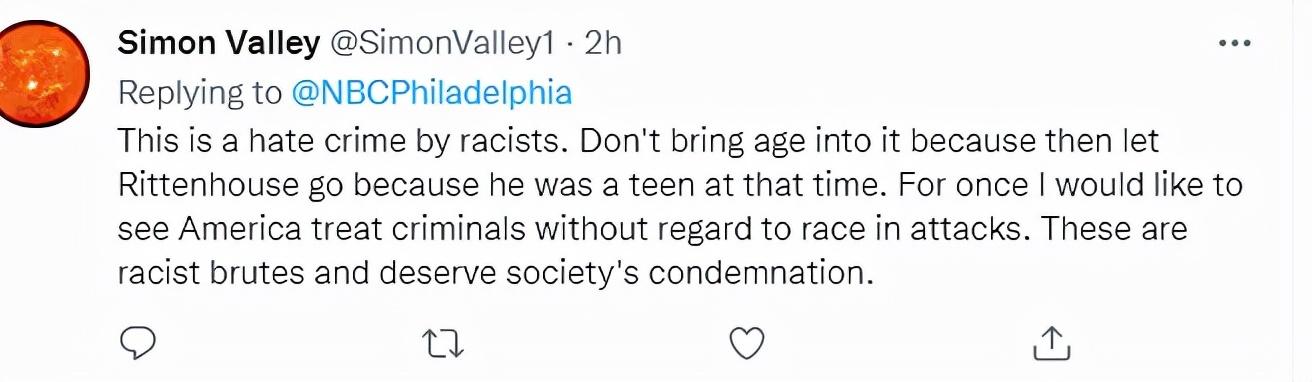 Simon Valley @SimonValley1 · 2h
Replying to @NBCPhiladelphia
This is a hate crime by racists. Don't bring age into it because then let
Rittenhouse go because he was a teen at that time. For once I would like to
see America treat criminals without regard to race in attacks. These are
racist brutes and deserve society's condemnation.